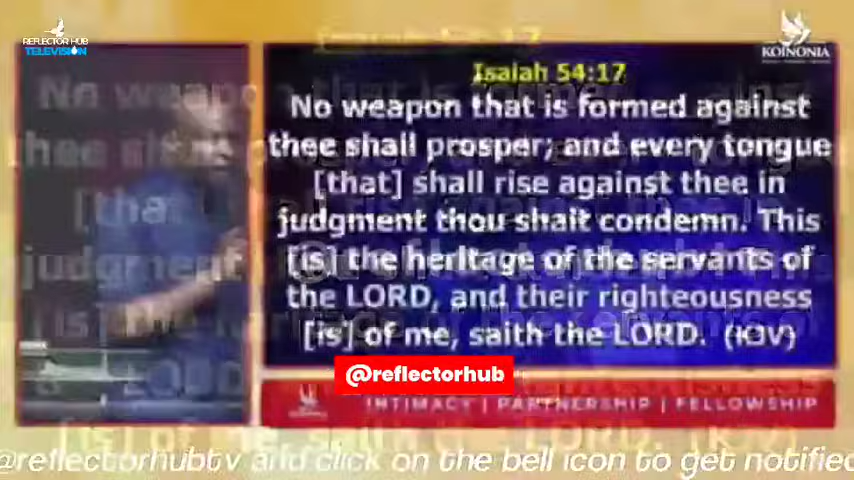 REFLECTOR HUB
TELEVISION
KOINONIA
Isaiah 54:17
No weapon that is formed against
thee shall prosper; and every tongue
[that] shall rise against thee in
judgment thou shalt condemn. This
[is] the heritage of the servants of
the LORD, and their righteousness
[is] of me, saith the LORD. (KJV)
@reflectorhub
INTIMACY | PARTNERSHIP | FELLOWSHIP
@reflectorhubtv and click on the bell icon to get notified